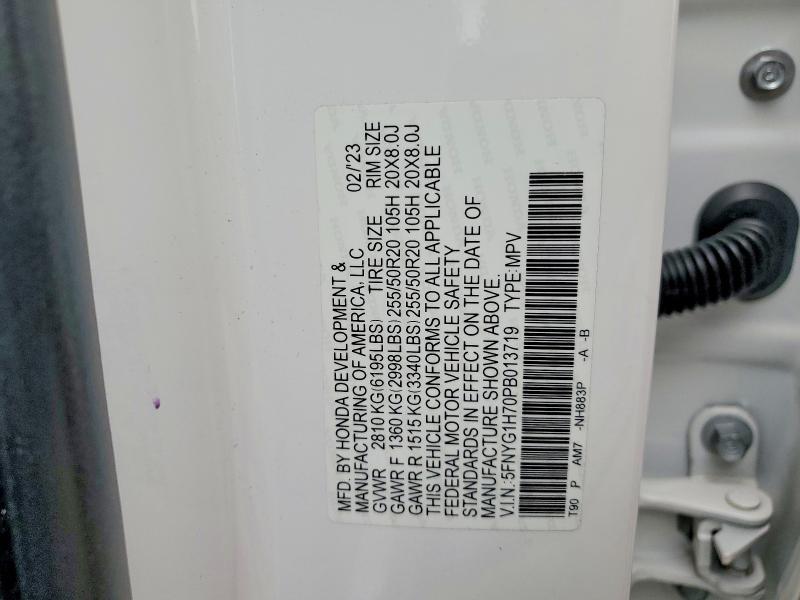 MFD. BY HONDA DEVELOPMENT &
MANUFACTURING OF AMERICA, LLC 02/'23
GVWR 2810 KG(6195LBS) TIRE SIZE RIM SIZE
GAWR F 1360 KG(2998LBS) 255/50R20 105H 20X8.0J
GAWR R 1515 KG(3340LBS) 255/50R20 105H 20X8.0J
THIS VEHICLE CONFORMS TO ALL APPLICABLE
FEDERAL MOTOR VEHICLE SAFETY
STANDARDS IN EFFECT ON THE DATE OF
MANUFACTURE SHOWN ABOVE.
V.I.N.:5FNYG1H70PB013719 TYPE:MPV
T90 P AM7 -NH883P -A -B